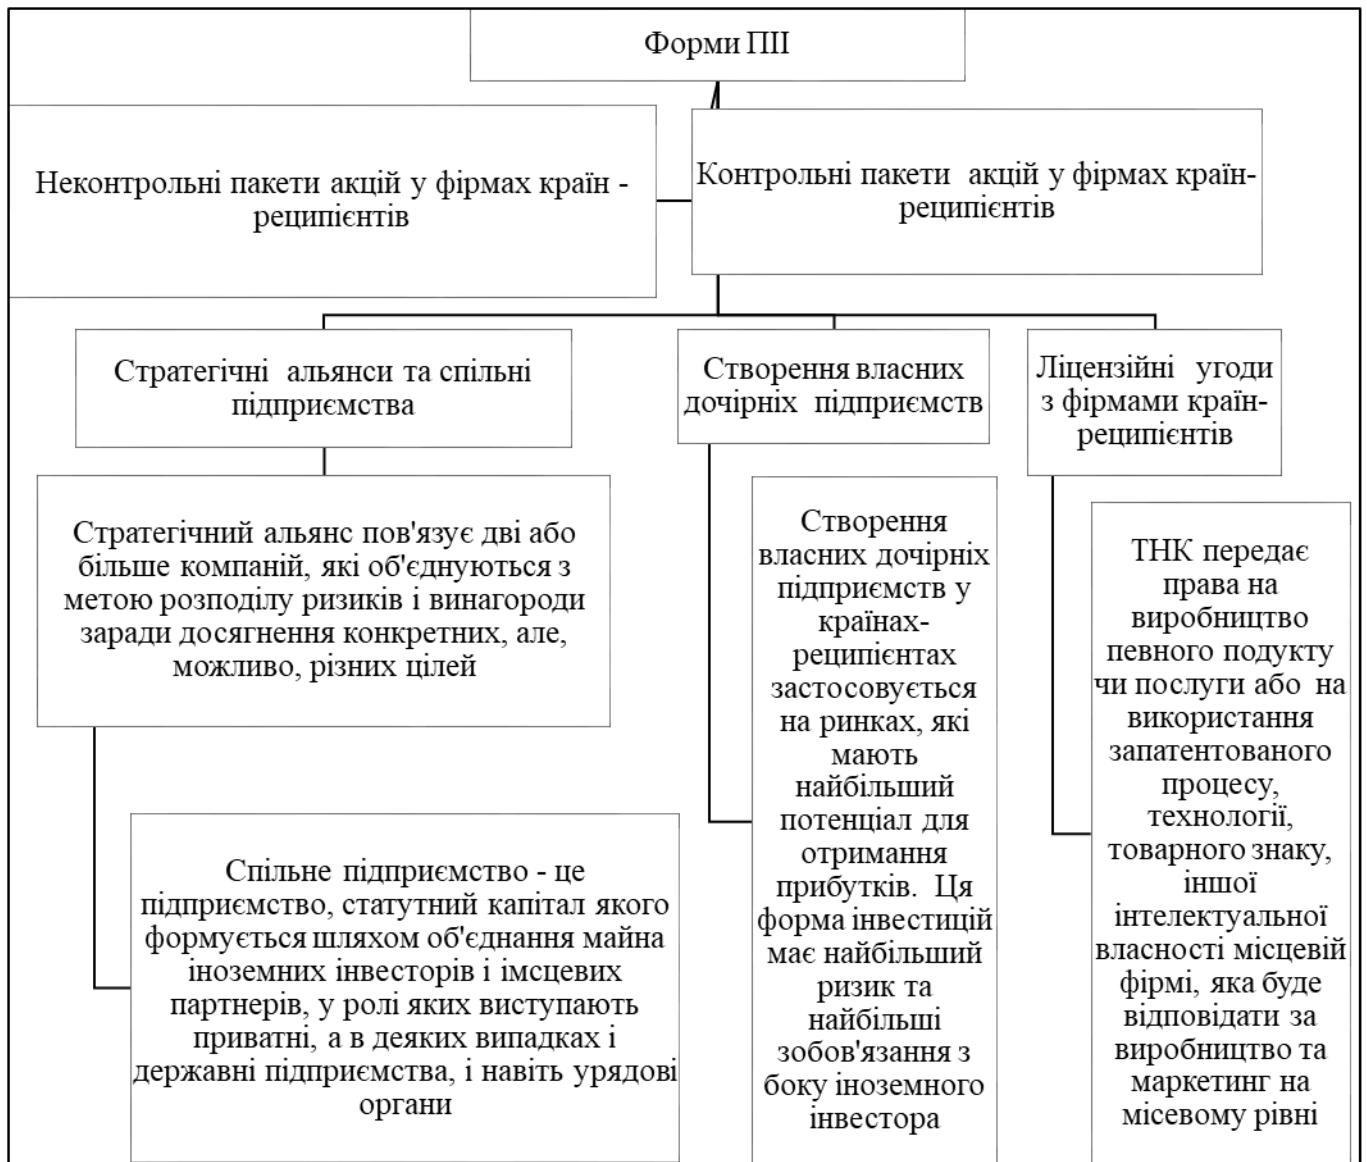 Форми ПІІ
Неконтрольні пакети акцій у фірмах країн -
реципієнтів
Контрольні пакети акцій у фірмах країн-
реципієнтів
Стратегічні альянси та спільні
підприємства
Створення власних
дочірніх підприємств
Ліцензійні угоди
з фірмами країн-
реципієнтів
Стратегічний альянс пов'язує дві або
більше компаній, які об'єднуються з
метою розподілу ризиків і винагороди
заради досягнення конкретних, але,
можливо, різних цілей
Спільне підприємство - це
підприємство, статутний капітал якого
формується шляхом об'єднання майна
іноземних інвесторів і імсцевих
партнерів, у ролі яких виступають
приватні, а в деяких випадках і
державні підприємства, і навіть урядові
органи
Створення
власних дочірніх
підприємств у
країнах-
реципієнтах
застосовується
на ринках, які
мають
найбільший
потенціал для
отримання
прибутків. Ця
форма інвестицій
має найбільший
ризик та
найбільші
зобов'язання з
боку іноземного
інвестора
ТНК передає
права на
виробництво
певного подукту
чи послуги або на
використання
запатентованого
процесу,
технології,
товарного знаку,
іншої
інтелектуальної
власності місцевій
фірмі, яка буде
відповідати за
виробництво та
маркетинг на
місевому рівні